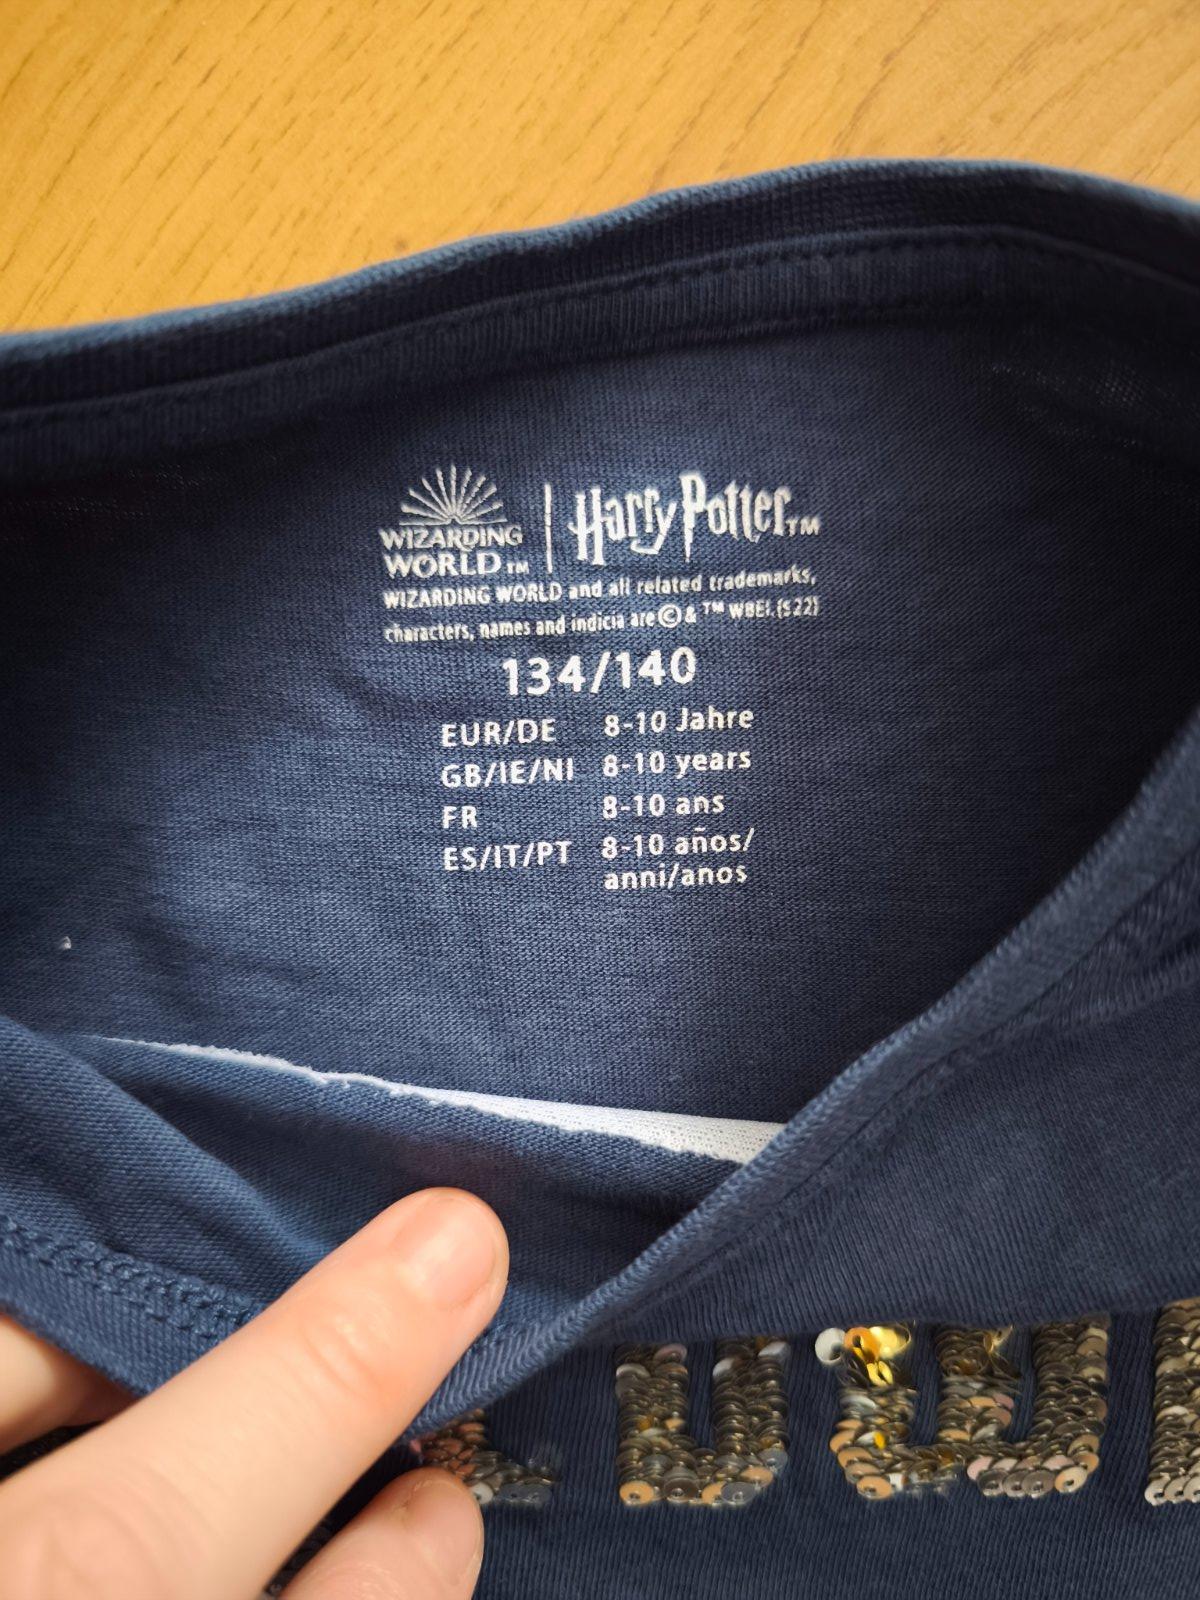 WIZARDING
WORLD™
Harry Potter™
WIZARDING WORLD and all related trademarks,
characters, names and indicia are © & ™ WBEI. (s22)
134/140
EUR/DE 8-10 Jahre
GB/IE/NI 8-10 years
FR 8-10 ans
ES/IT/PT 8-10 años/
anni/anos